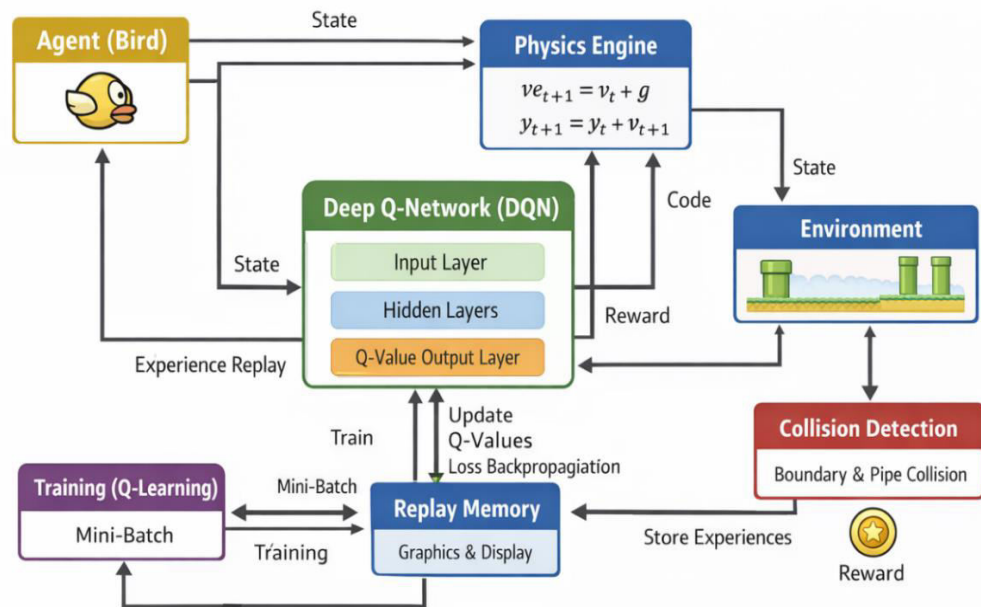 State
Agent (Bird)
Physics Engine
ve_{t+1} = v_t + g
y_{t+1} = y_t + v_{t+1}
State
Code
Deep Q-Network (DQN)
Input Layer
Hidden Layers
Q-Value Output Layer
State
Reward
Environment
Experience Replay
Train
Update
Q-Values
Loss Backpropagiation
Collision Detection
Boundary & Pipe Collision
Training (Q-Learning)
Mini-Batch
Mini-Batch
Training
Replay Memory
Graphics & Display
Store Experiences
Reward